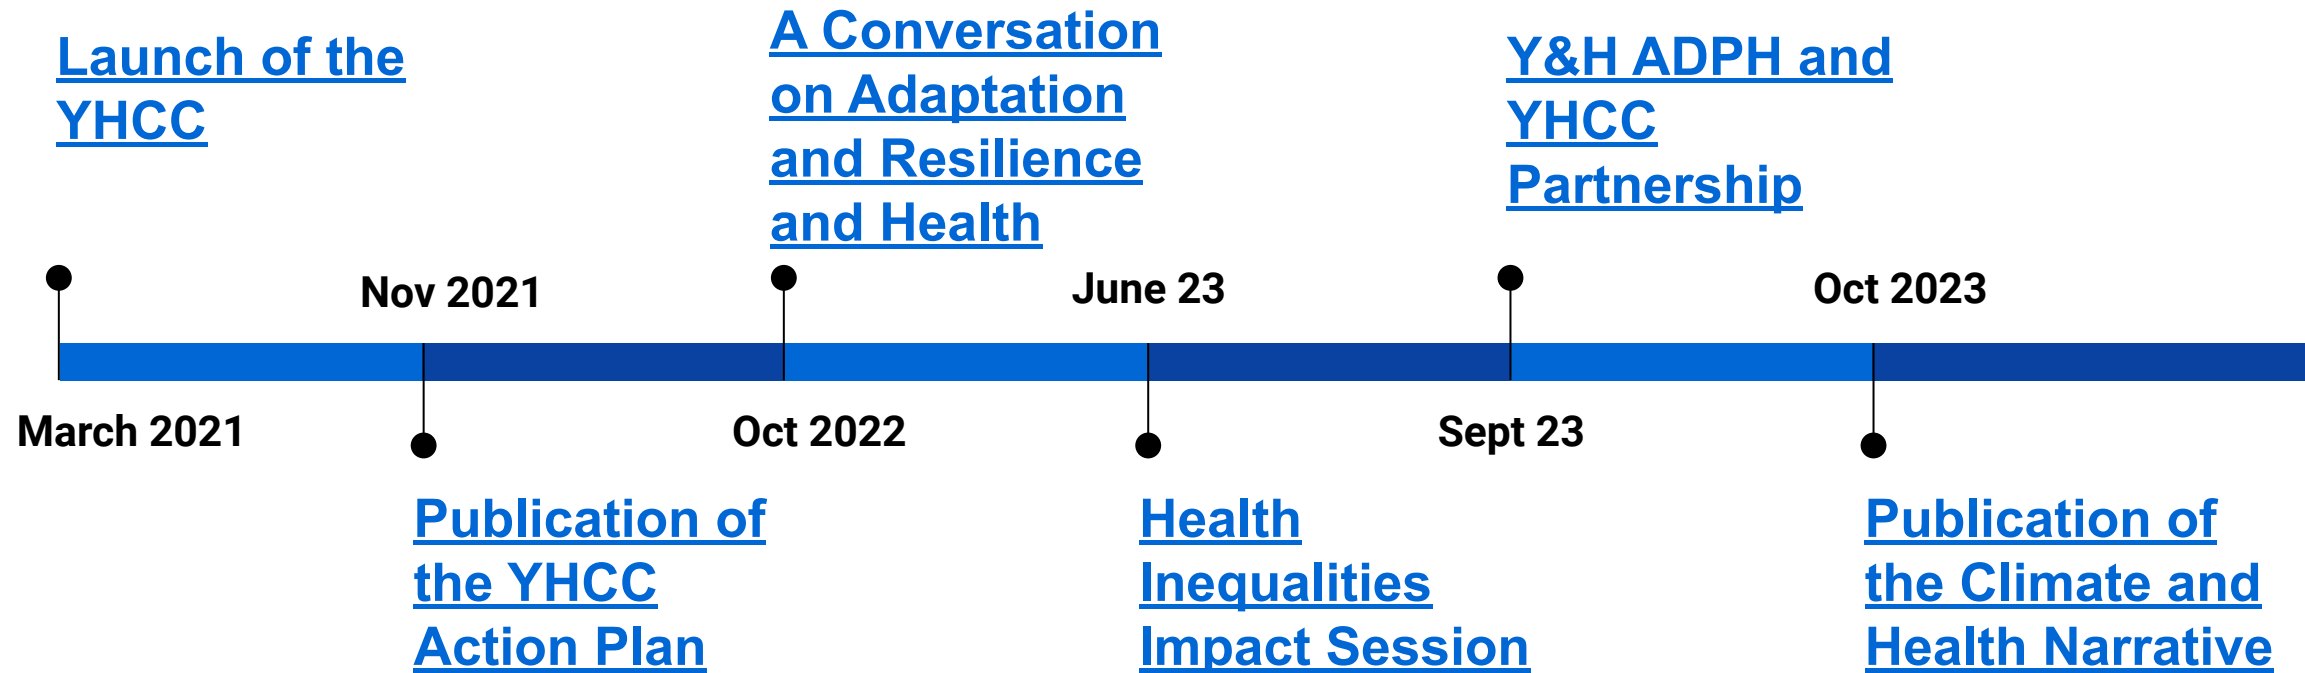 Launch of the
YHCC
A Conversation
on Adaptation
and Resilience
and Health
Y&H ADPH and
YHCC
Partnership
Nov 2021
June 23
Oct 2023
March 2021
Oct 2022
Sept 23
Publication of
the YHCC
Action Plan
Health
Inequalities
Impact Session
Publication of
the Climate and
Health Narrative